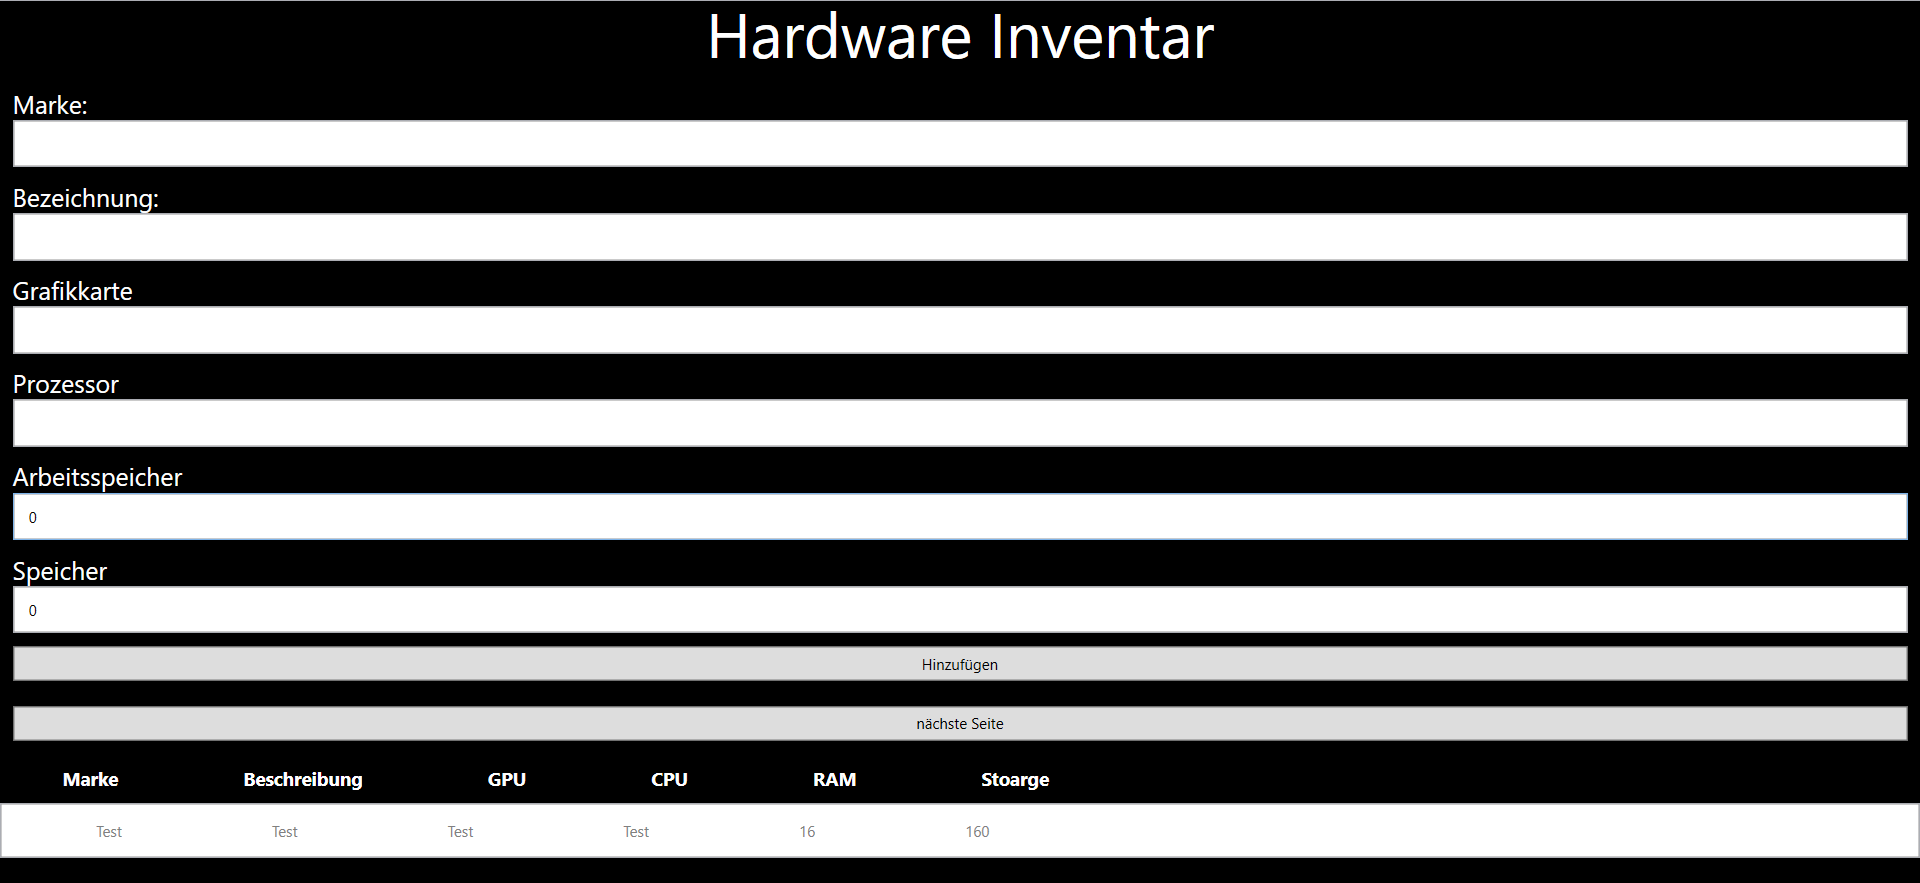 Hardware Inventar
Marke:
Bezeichnung:
Grafikkarte
Prozessor
Arbeitsspeicher
0
Speicher
0
Hinzufügen
nächste Seite
Marke Beschreibung GPU CPU RAM Stoarge
Test Test Test Test 16 160